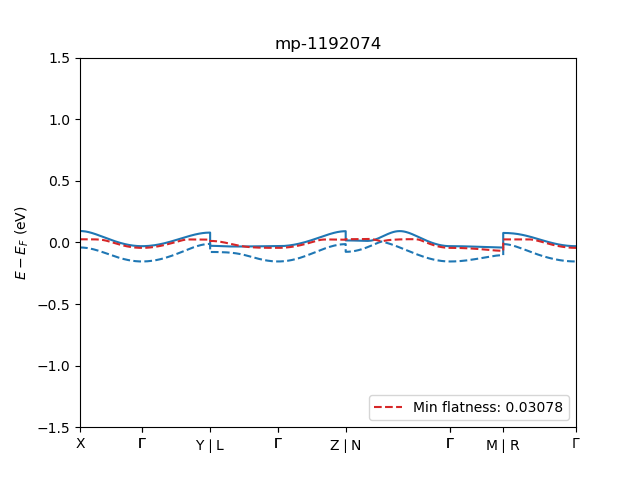 mp-1192074
E − E_F (eV)
1.5
1.0
0.5
0.0
−0.5
−1.0
−1.5
Min flatness: 0.03078
X Γ Y | L Γ Z | N Γ M | R Γ